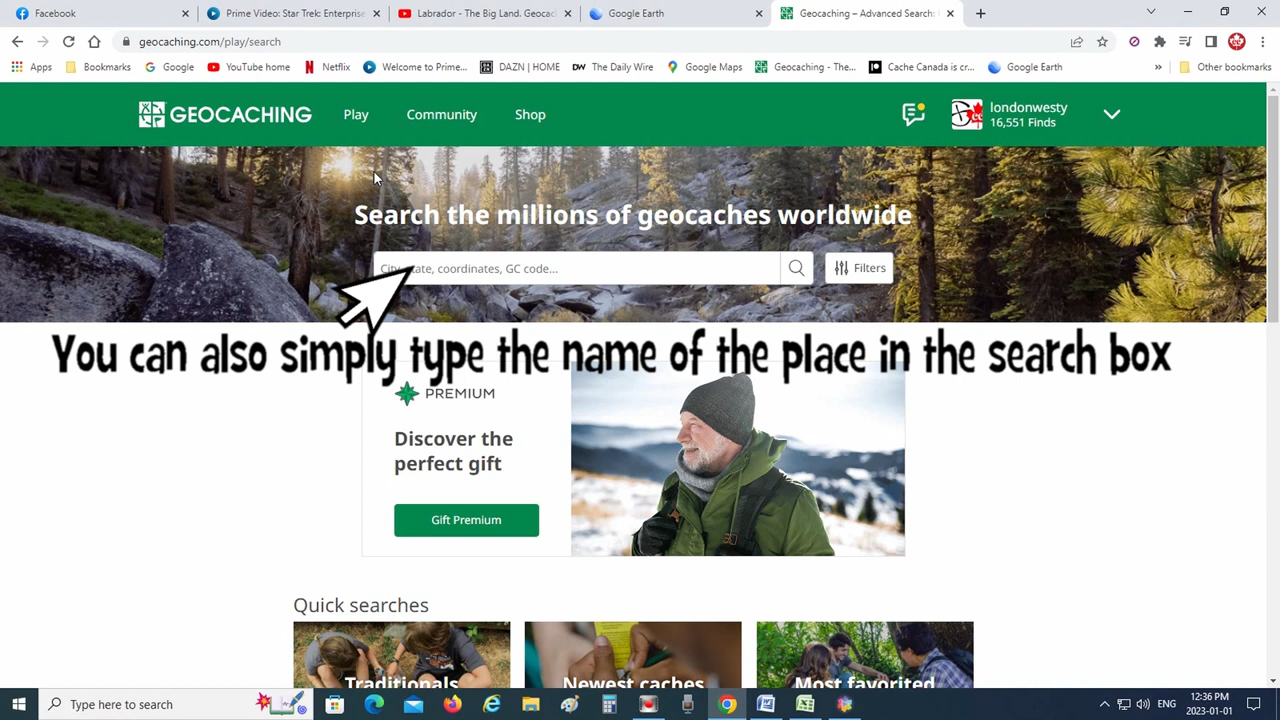 Facebook
Prime Video: Star Trek: Enterprise
Labrador - The Big Land. Geocac
Google Earth
Geocaching – Advanced Search:
geocaching.com/play/search
Apps
Bookmarks
Google
YouTube home
Netflix
Welcome to Prime...
DAZN | HOME
DW The Daily Wire
Google Maps
Geocaching - The...
Cache Canada is cr...
Google Earth
»
Other bookmarks
GEOCACHING
Play
Community
Shop
londonwesty
16,551 Finds
Search the millions of geocaches worldwide
City, state, coordinates, GC code...
Filters
You can also simply type the name of the place in the search box
PREMIUM
Discover the
perfect gift
Gift Premium
Quick searches
Traditionals
Newest caches
Most favorited
Type here to search
ENG
12:36 PM
2023-01-01